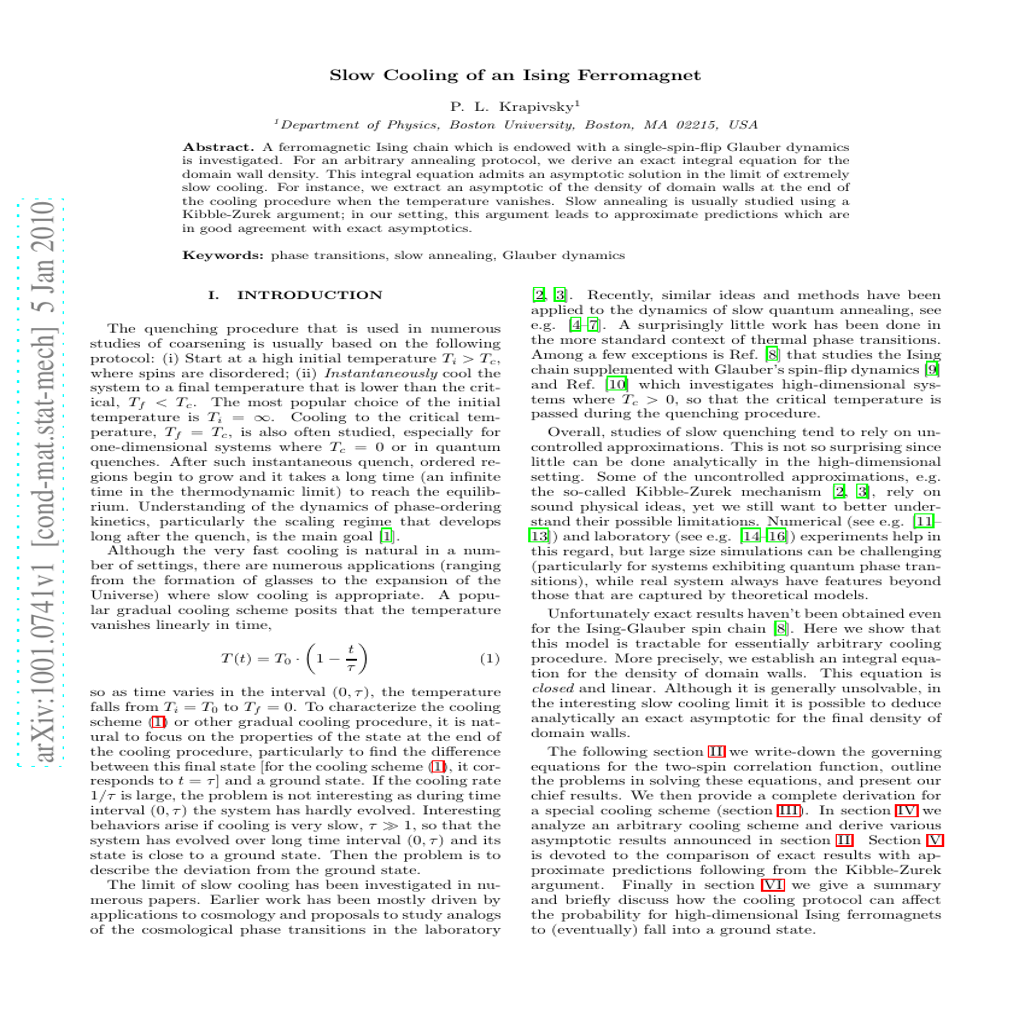 Slow Cooling of an Ising Ferromagnet
P. L. Krapivsky¹
¹Department of Physics, Boston University, Boston, MA 02215, USA
Abstract. A ferromagnetic Ising chain which is endowed with a single-spin-flip Glauber dynamics
is investigated. For an arbitrary annealing protocol, we derive an exact integral equation for the
domain wall density. This integral equation admits an asymptotic solution in the limit of extremely
slow cooling. For instance, we extract an asymptotic of the density of domain walls at the end of
the cooling procedure when the temperature vanishes. Slow annealing is usually studied using a
Kibble-Zurek argument; in our setting, this argument leads to approximate predictions which are
in good agreement with exact asymptotics.
Keywords: phase transitions, slow annealing, Glauber dynamics
arXiv:1001.0741v1 [cond-mat.stat-mech] 5 Jan 2010
I. INTRODUCTION
The quenching procedure that is used in numerous
studies of coarsening is usually based on the following
protocol: (i) Start at a high initial temperature Tᵢ > T_c,
where spins are disordered; (ii) Instantaneously cool the
system to a final temperature that is lower than the crit-
ical, T_f < T_c. The most popular choice of the initial
temperature is Tᵢ = ∞. Cooling to the critical tem-
perature, T_f = T_c, is also often studied, especially for
one-dimensional systems where T_c = 0 or in quantum
quenches. After such instantaneous quench, ordered re-
gions begin to grow and it takes a long time (an infinite
time in the thermodynamic limit) to reach the equilib-
rium. Understanding of the dynamics of phase-ordering
kinetics, particularly the scaling regime that develops
long after the quench, is the main goal [1].
Although the very fast cooling is natural in a num-
ber of settings, there are numerous applications (ranging
from the formation of glasses to the expansion of the
Universe) where slow cooling is appropriate. A popu-
lar gradual cooling scheme posits that the temperature
vanishes linearly in time,
T(t) = T₀ · (1 − t/τ) (1)
so as time varies in the interval (0, τ), the temperature
falls from Tᵢ = T₀ to T_f = 0. To characterize the cooling
scheme (1) or other gradual cooling procedure, it is nat-
ural to focus on the properties of the state at the end of
the cooling procedure, particularly to find the difference
between this final state [for the cooling scheme (1), it cor-
responds to t = τ] and a ground state. If the cooling rate
1/τ is large, the problem is not interesting as during time
interval (0, τ) the system has hardly evolved. Interesting
behaviors arise if cooling is very slow, τ ≫ 1, so that the
system has evolved over long time interval (0, τ) and its
state is close to a ground state. Then the problem is to
describe the deviation from the ground state.
The limit of slow cooling has been investigated in nu-
merous papers. Earlier work has been mostly driven by
applications to cosmology and proposals to study analogs
of the cosmological phase transitions in the laboratory
[2, 3]. Recently, similar ideas and methods have been
applied to the dynamics of slow quantum annealing, see
e.g. [4–7]. A surprisingly little work has been done in
the more standard context of thermal phase transitions.
Among a few exceptions is Ref. [8] that studies the Ising
chain supplemented with Glauber's spin-flip dynamics [9]
and Ref. [10] which investigates high-dimensional sys-
tems where T_c > 0, so that the critical temperature is
passed during the quenching procedure.
Overall, studies of slow quenching tend to rely on un-
controlled approximations. This is not so surprising since
little can be done analytically in the high-dimensional
setting. Some of the uncontrolled approximations, e.g.
the so-called Kibble-Zurek mechanism [2, 3], rely on
sound physical ideas, yet we still want to better under-
stand their possible limitations. Numerical (see e.g. [11–
13]) and laboratory (see e.g. [14–16]) experiments help in
this regard, but large size simulations can be challenging
(particularly for systems exhibiting quantum phase tran-
sitions), while real system always have features beyond
those that are captured by theoretical models.
Unfortunately exact results haven't been obtained even
for the Ising-Glauber spin chain [8]. Here we show that
this model is tractable for essentially arbitrary cooling
procedure. More precisely, we establish an integral equa-
tion for the density of domain walls. This equation is
closed and linear. Although it is generally unsolvable, in
the interesting slow cooling limit it is possible to deduce
analytically an exact asymptotic for the final density of
domain walls.
The following section II we write-down the governing
equations for the two-spin correlation function, outline
the problems in solving these equations, and present our
chief results. We then provide a complete derivation for
a special cooling scheme (section III). In section IV we
analyze an arbitrary cooling scheme and derive various
asymptotic results announced in section II. Section V
is devoted to the comparison of exact results with ap-
proximate predictions following from the Kibble-Zurek
argument. Finally in section VI we give a summary
and briefly discuss how the cooling protocol can affect
the probability for high-dimensional Ising ferromagnets
to (eventually) fall into a ground state.